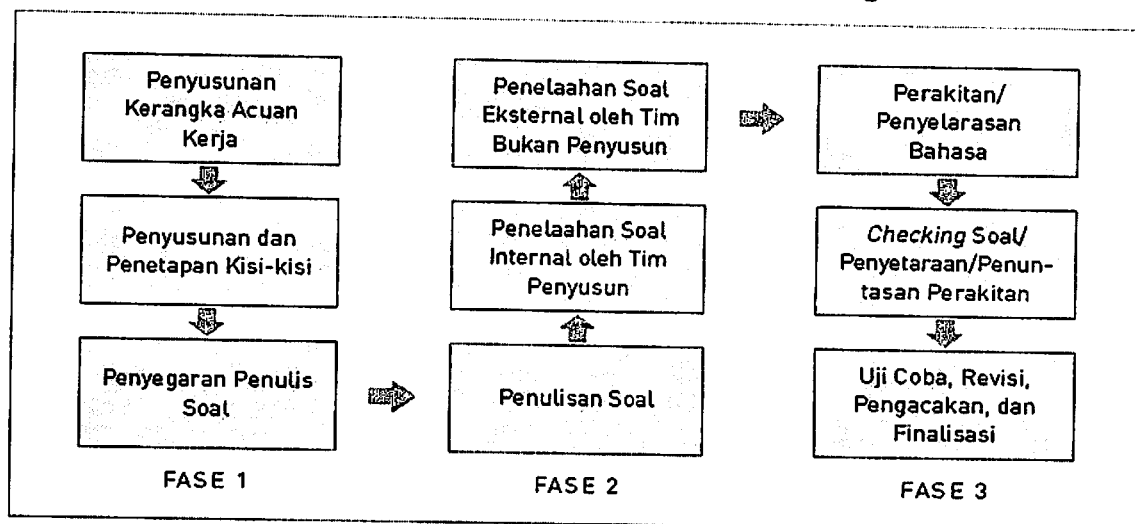 Penyusunan
Kerangka Acuan
Kerja
Penyusunan dan
Penetapan Kisi-kisi
Penyegaran Penulis
Soal
FASE 1
Penelaahan Soal
Eksternal oleh Tim
Bukan Penyusun
Penelaahan Soal
Internal oleh Tim
Penyusun
Penulisan Soal
FASE 2
Perakitan/
Penyelarasan
Bahasa
Checking Soal/
Penyetaraan/Penun-
tasan Perakitan
Uji Coba, Revisi,
Pengacakan, dan
Finalisasi
FASE 3